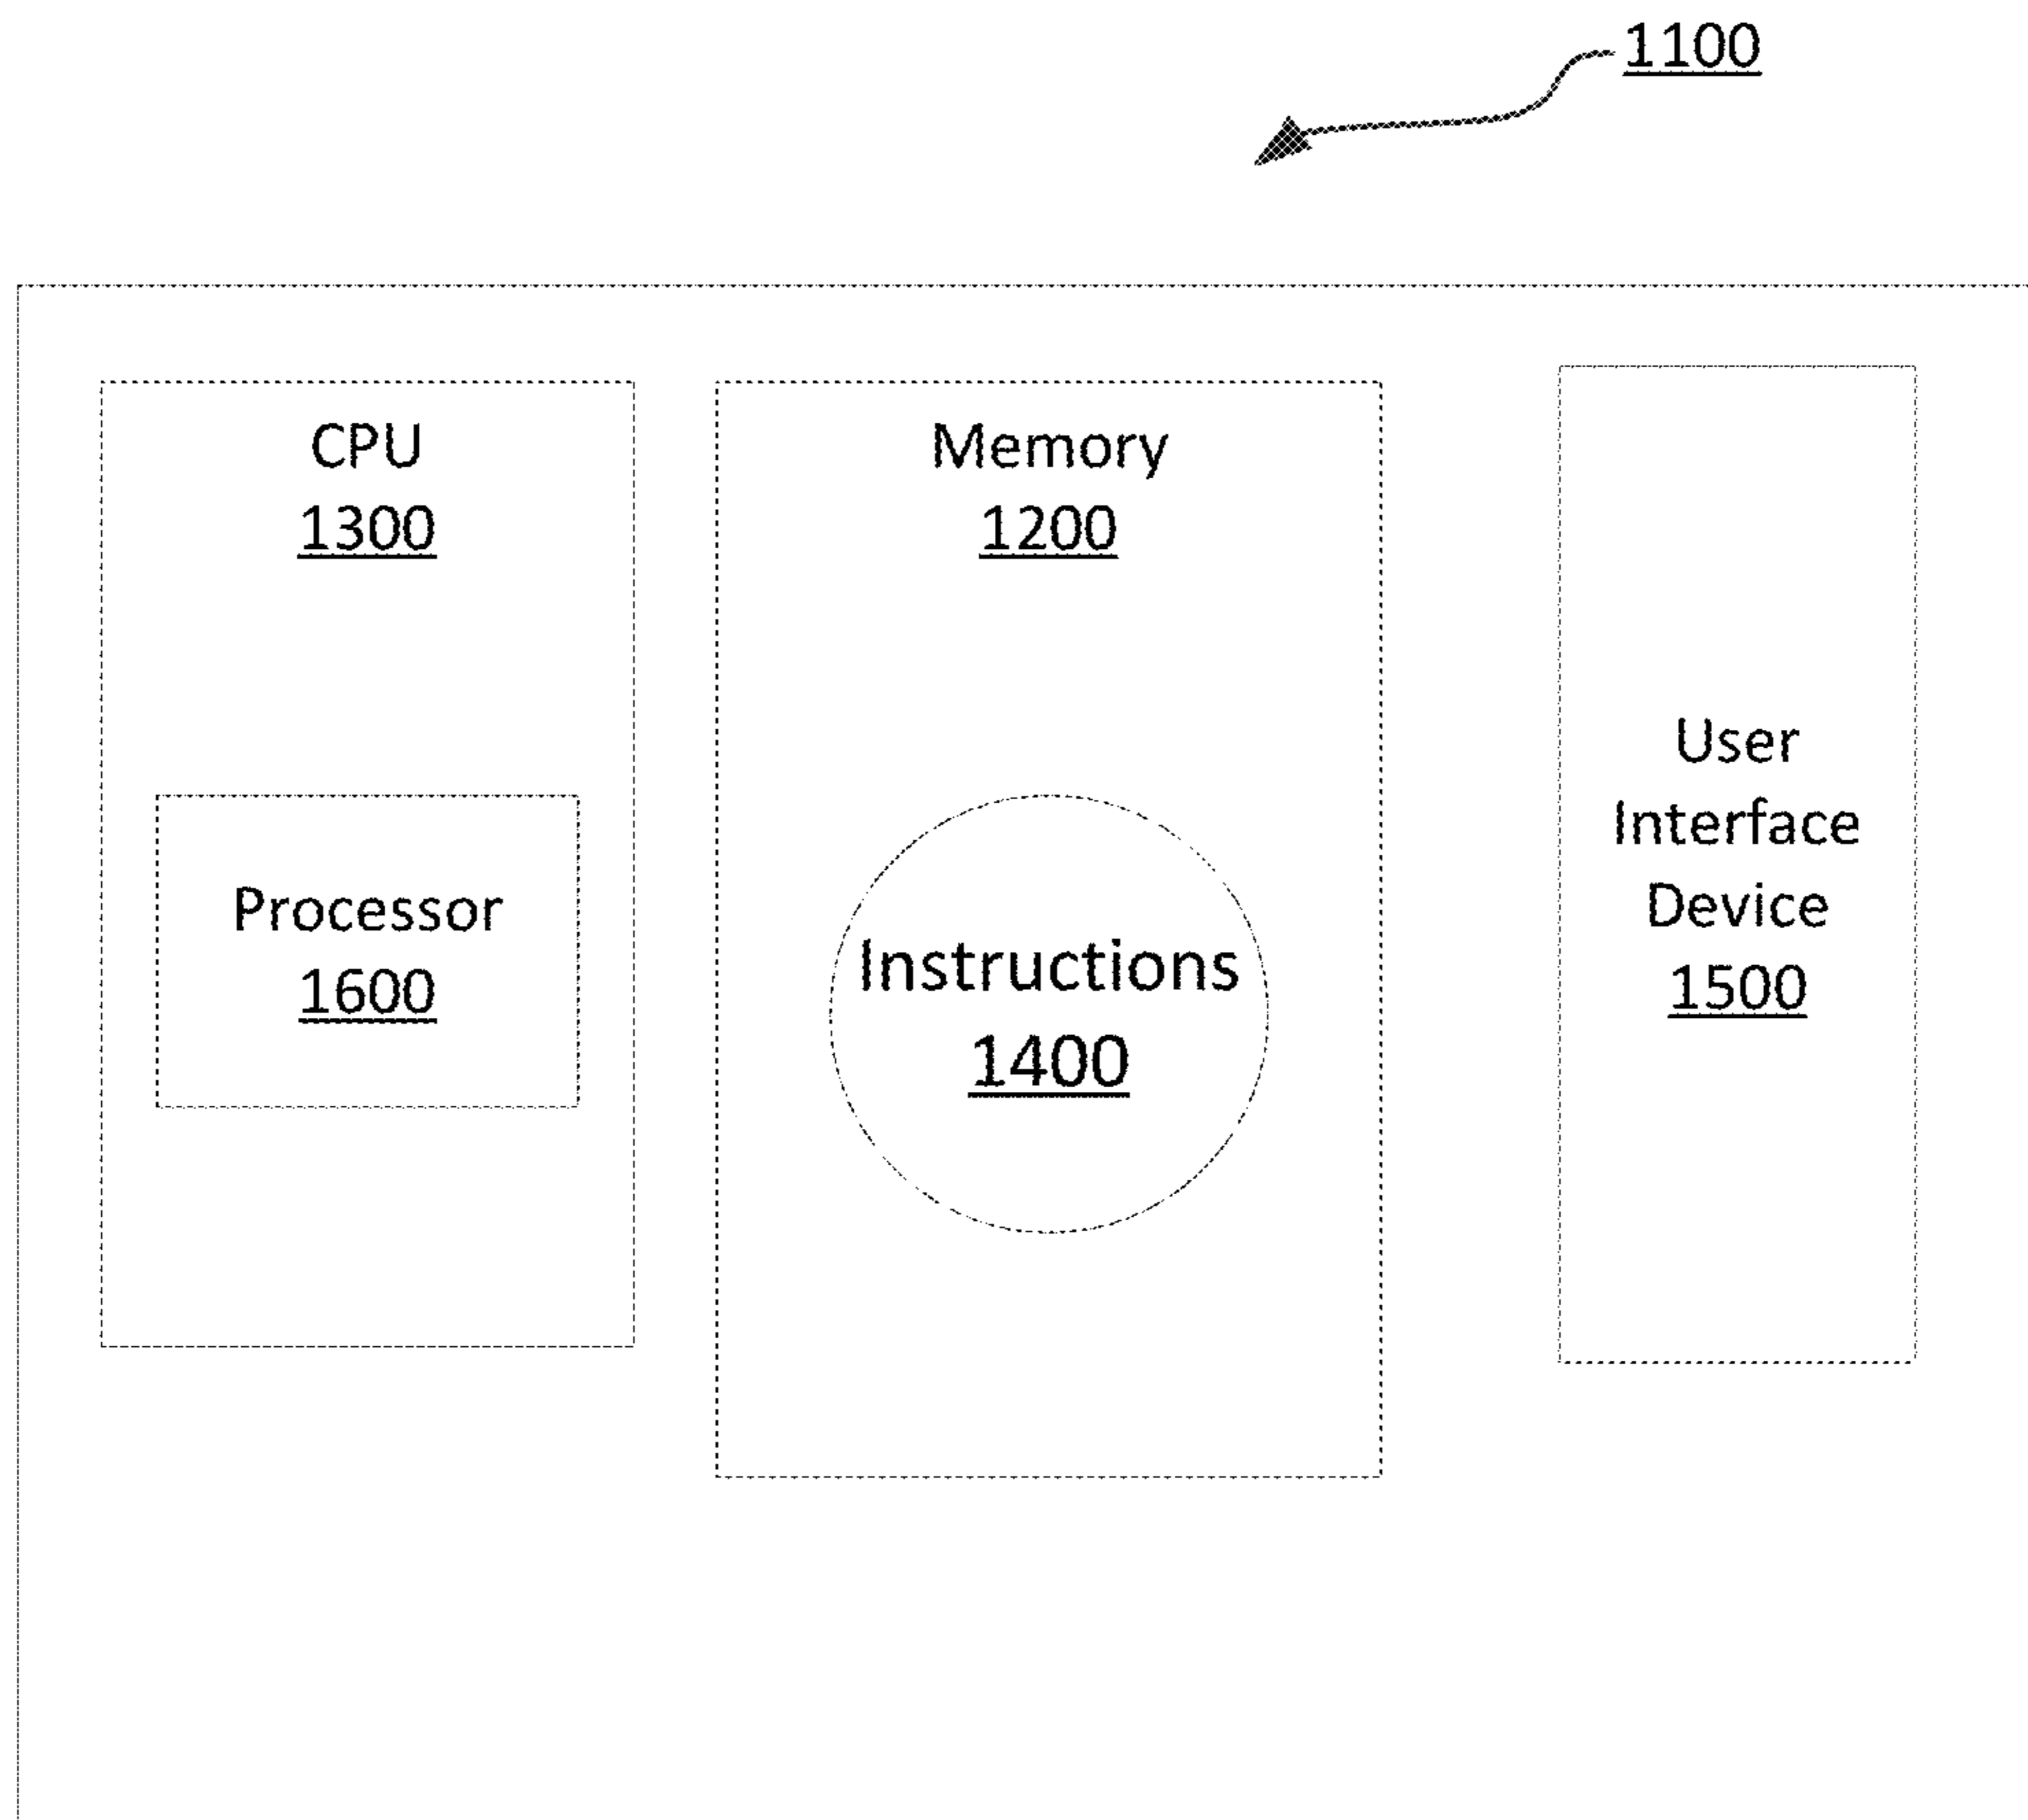 1100
CPU
1300
Memory
1200
User
Interface
Device
1500
Processor
1600
Instructions
1400